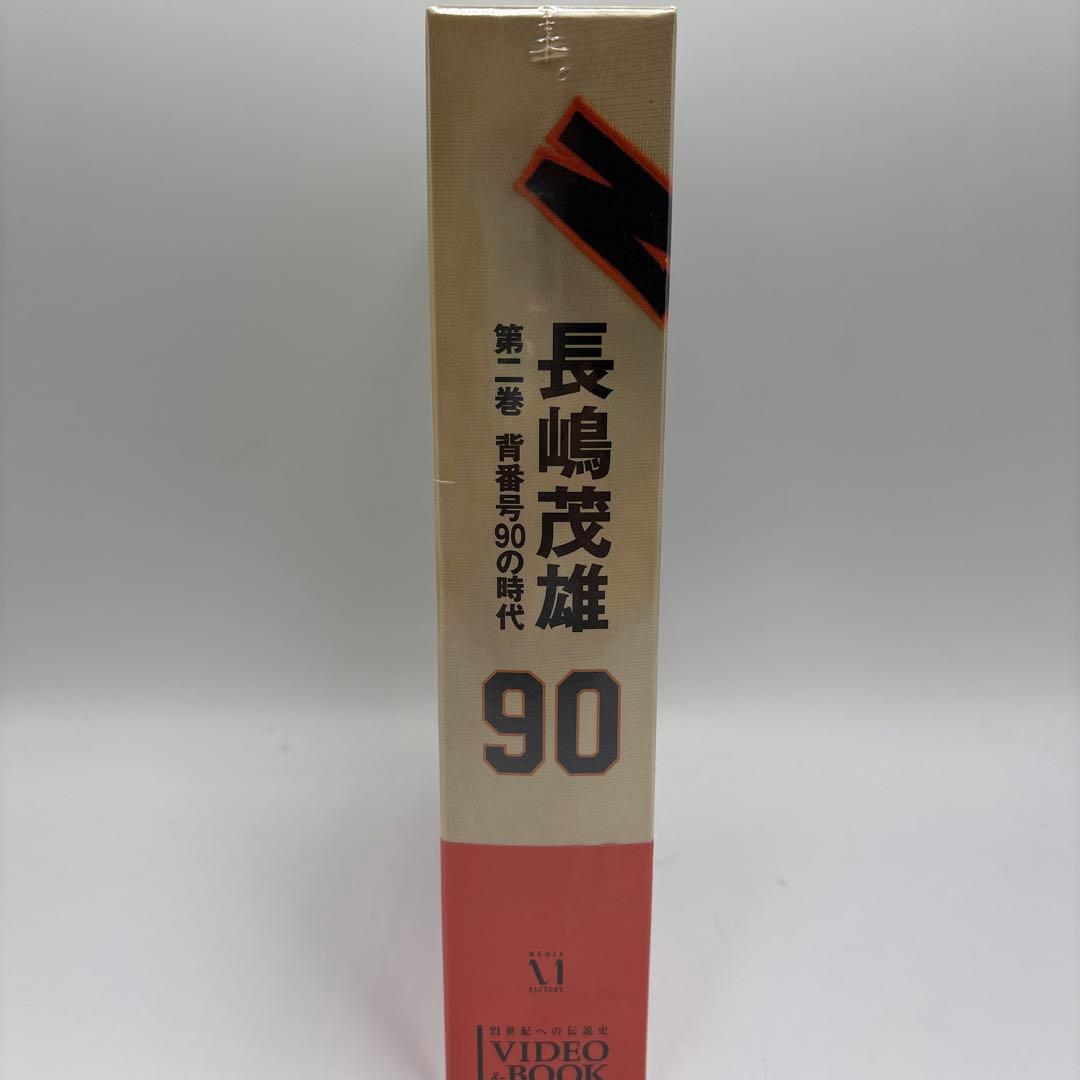 長嶋茂雄
第二巻 背番号90の時代
90
MEDIA
FACTORY
21世紀への伝説史
VIDEO
&BOOK